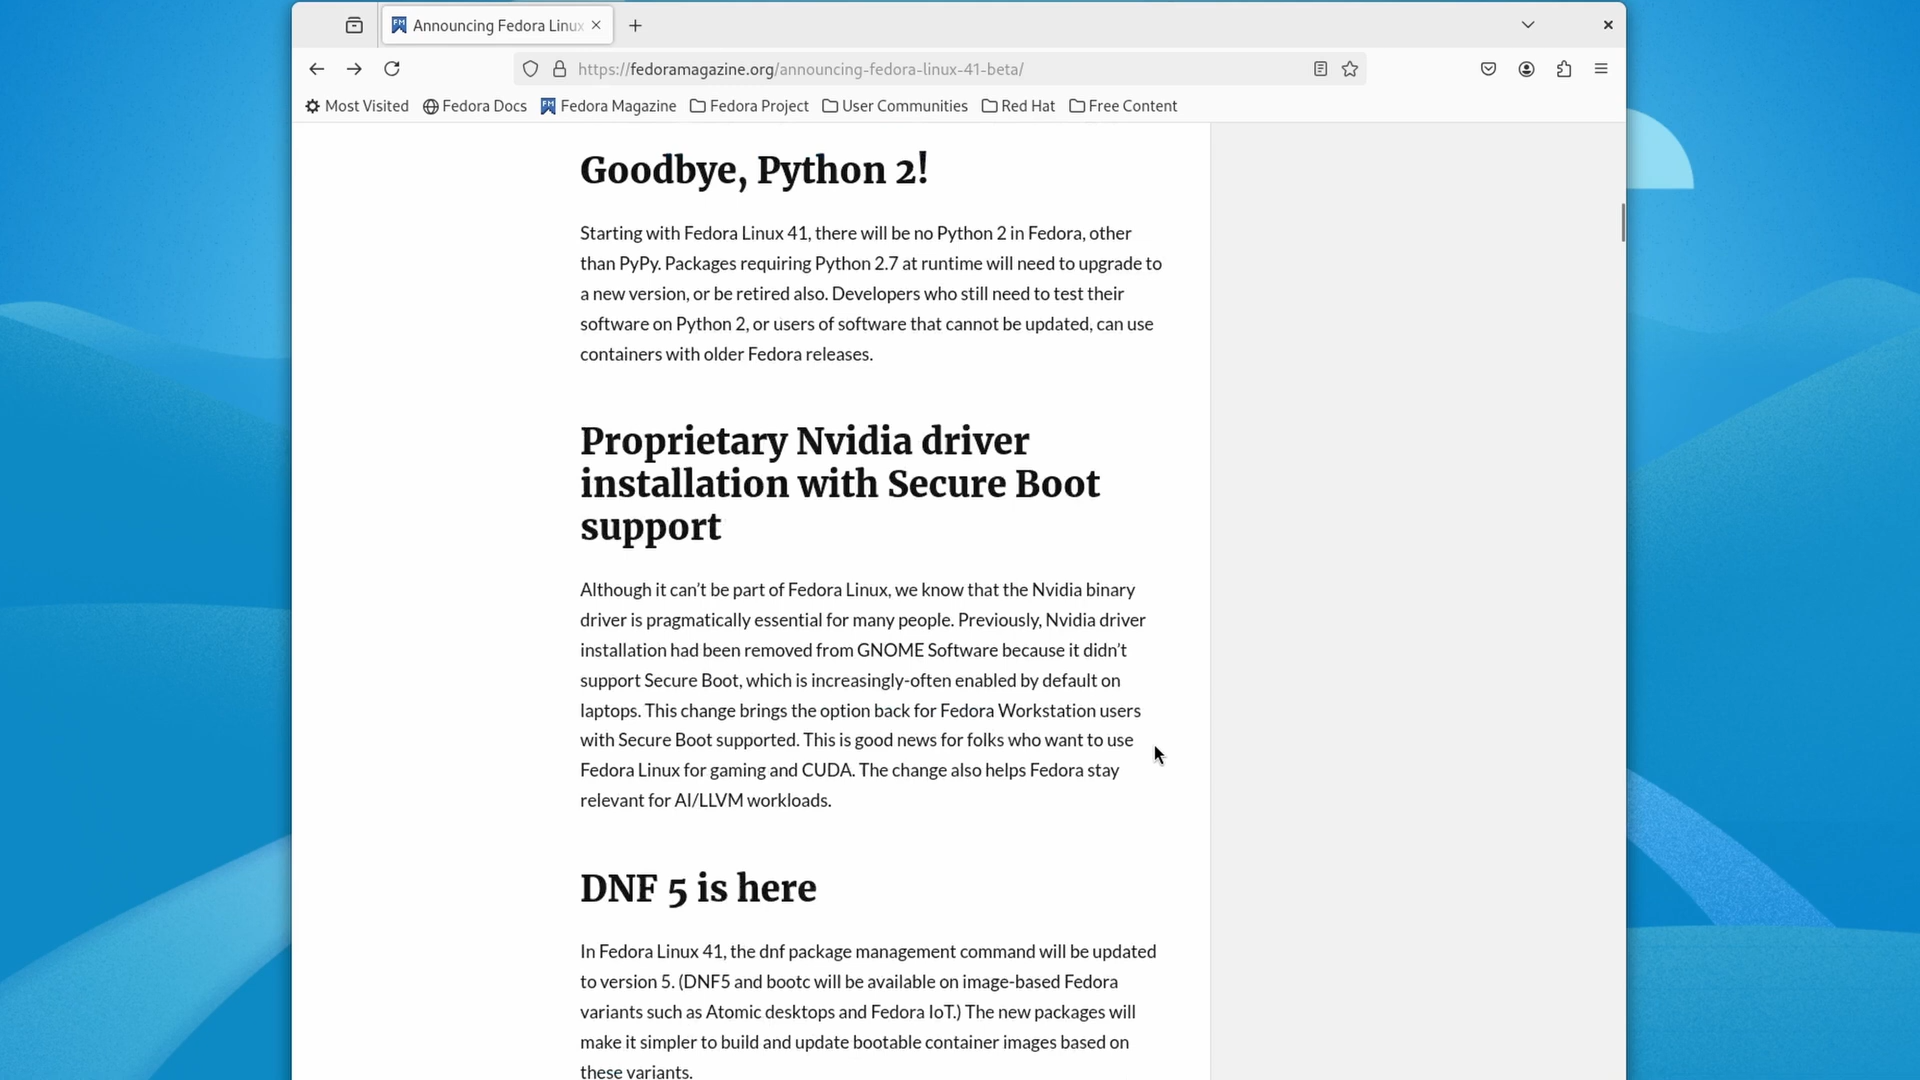 Announcing Fedora Linux
https://fedoramagazine.org/announcing-fedora-linux-41-beta/
Most Visited Fedora Docs Fedora Magazine Fedora Project User Communities Red Hat Free Content
Goodbye, Python 2!
Starting with Fedora Linux 41, there will be no Python 2 in Fedora, other
than PyPy. Packages requiring Python 2.7 at runtime will need to upgrade to
a new version, or be retired also. Developers who still need to test their
software on Python 2, or users of software that cannot be updated, can use
containers with older Fedora releases.
Proprietary Nvidia driver
installation with Secure Boot
support
Although it can’t be part of Fedora Linux, we know that the Nvidia binary
driver is pragmatically essential for many people. Previously, Nvidia driver
installation had been removed from GNOME Software because it didn’t
support Secure Boot, which is increasingly-often enabled by default on
laptops. This change brings the option back for Fedora Workstation users
with Secure Boot supported. This is good news for folks who want to use
Fedora Linux for gaming and CUDA. The change also helps Fedora stay
relevant for AI/LLVM workloads.
DNF 5 is here
In Fedora Linux 41, the dnf package management command will be updated
to version 5. (DNF5 and bootc will be available on image-based Fedora
variants such as Atomic desktops and Fedora IoT.) The new packages will
make it simpler to build and update bootable container images based on
these variants.